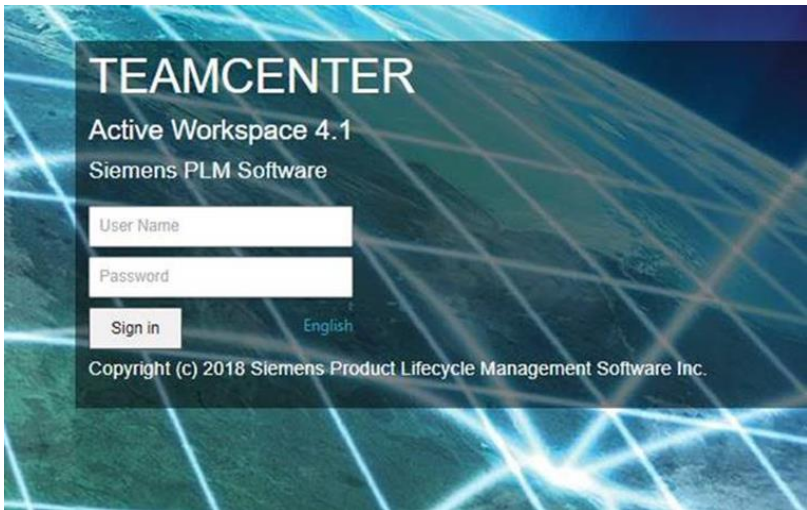 TEAMCENTER
Active Workspace 4.1
Siemens PLM Software
User Name
Password
Sign in
English
Copyright (c) 2018 Siemens Product Lifecycle Management Software Inc.